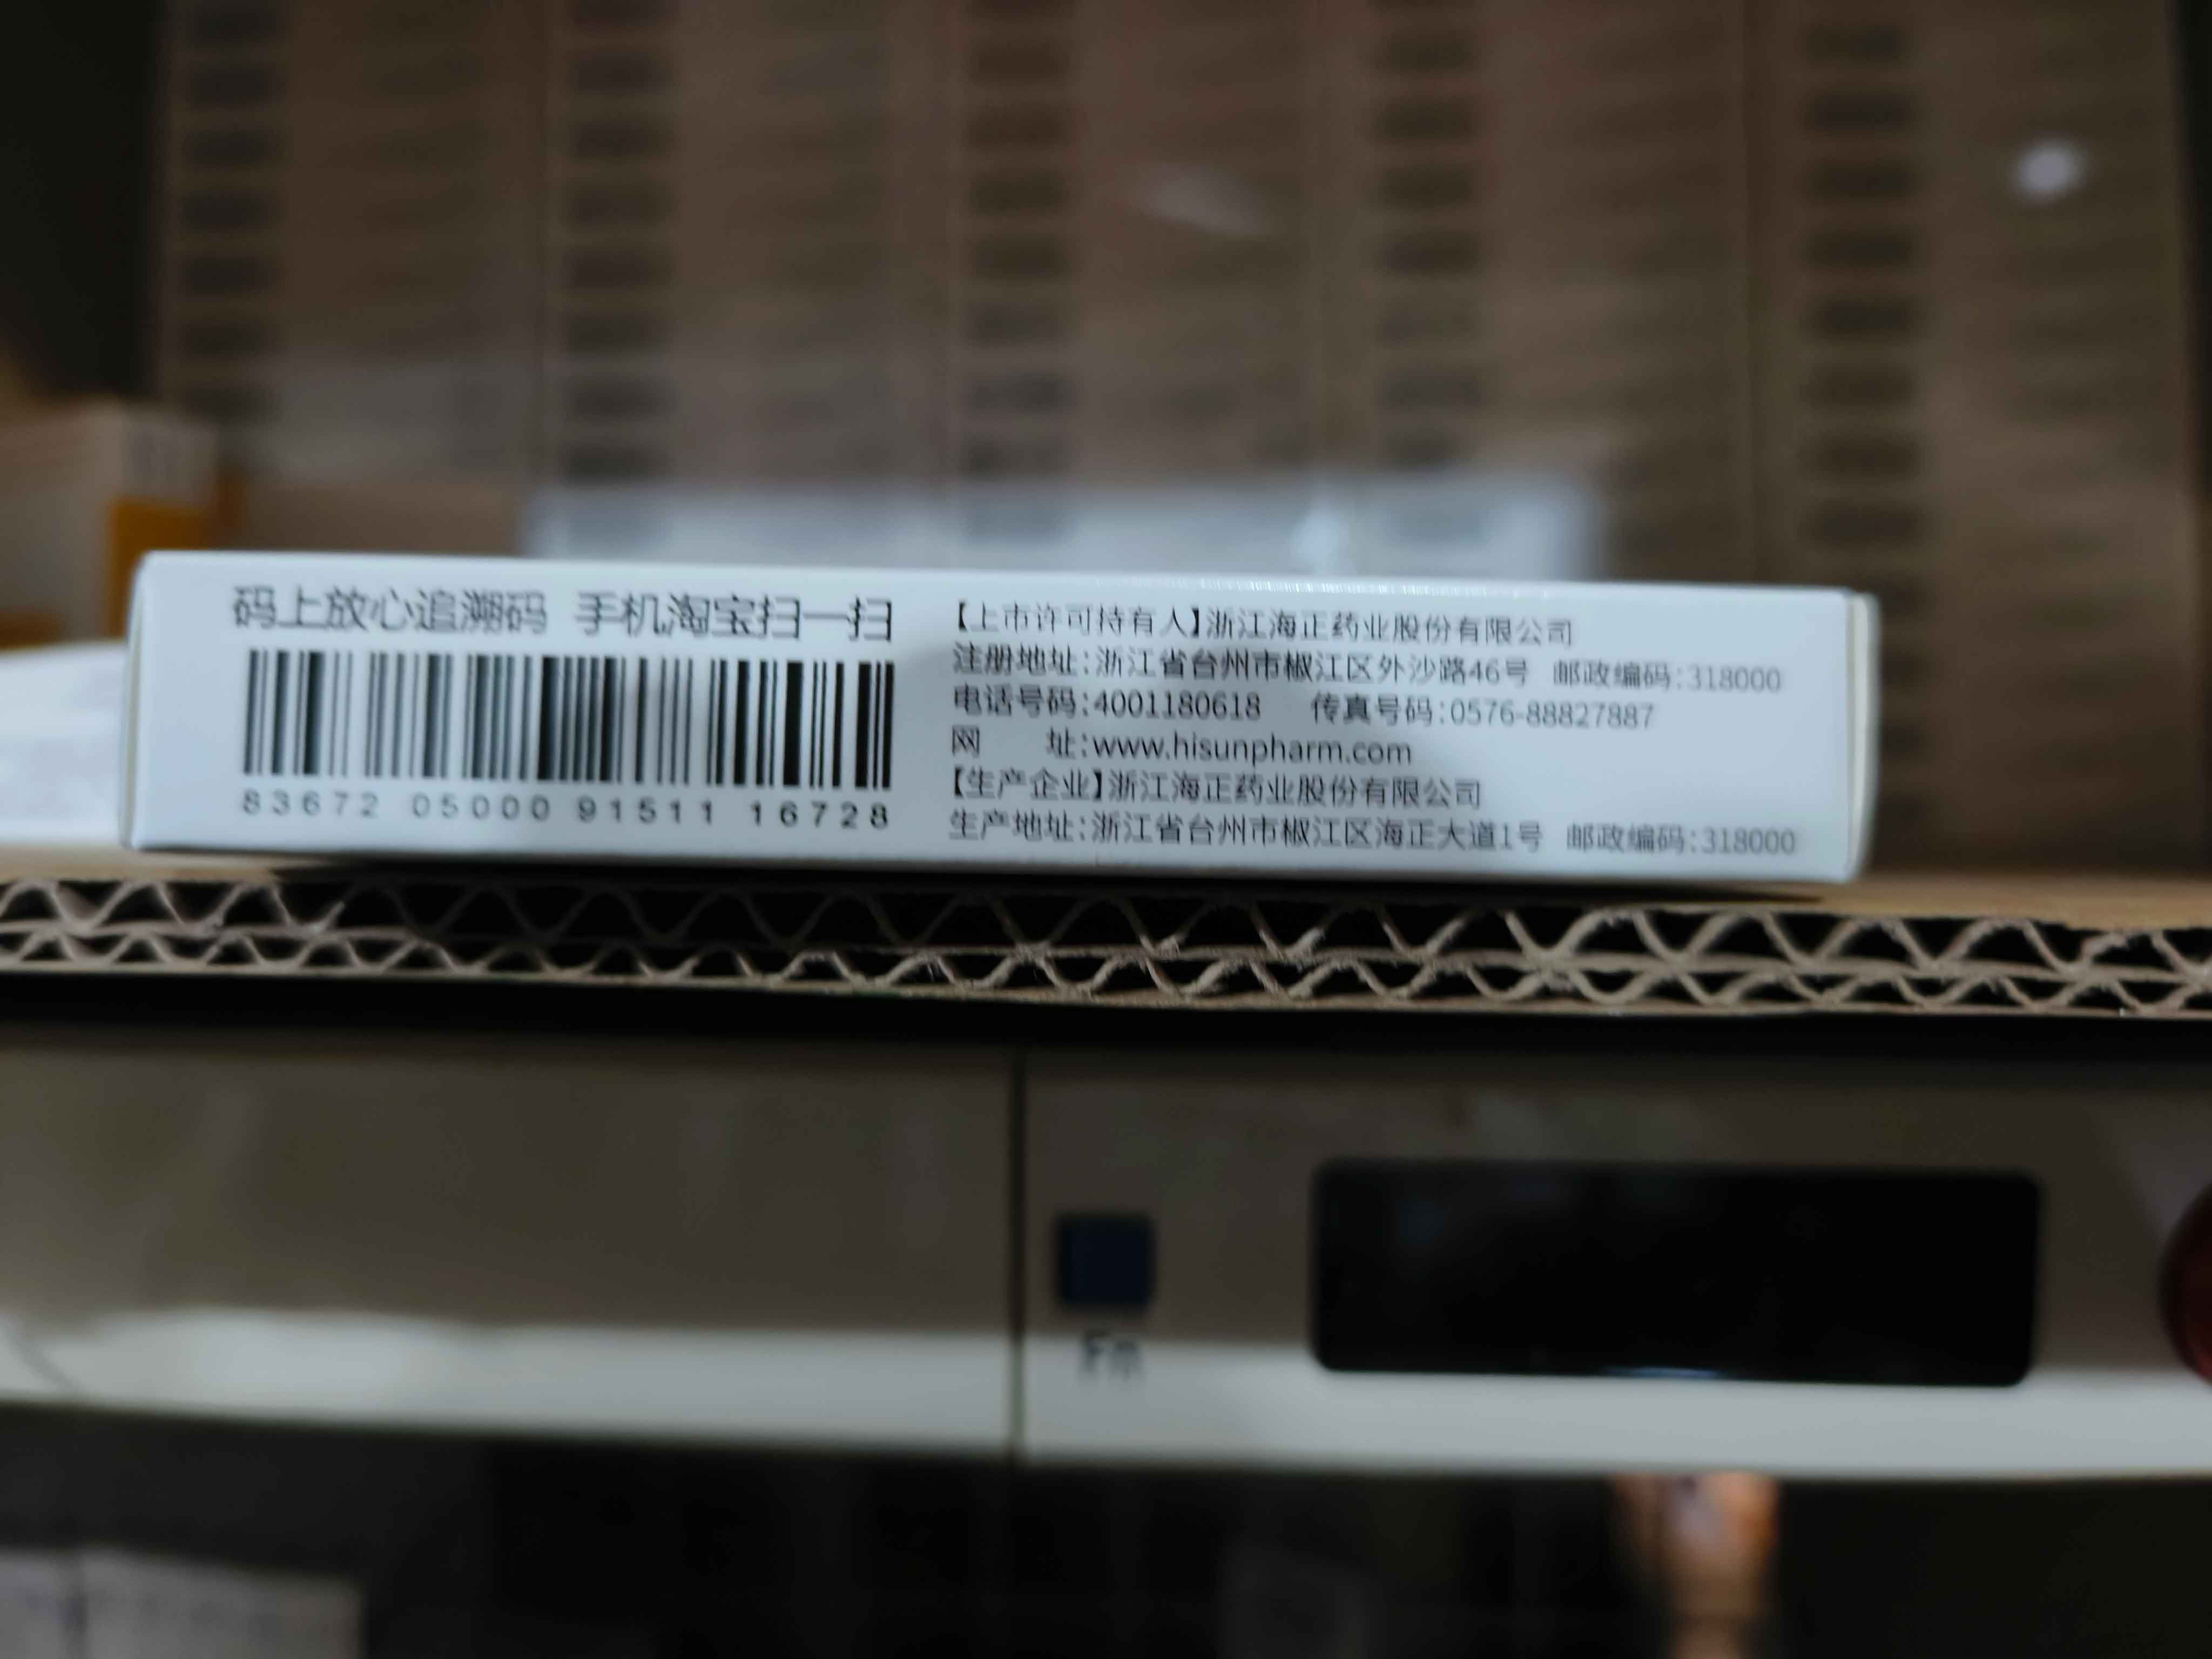 码上放心追溯码 手机淘宝扫一扫
83672 05000 91511 16728
【上市许可持有人】浙江海正药业股份有限公司
注册地址:浙江省台州市椒江区外沙路46号 邮政编码:318000
电话号码:4001180618 传真号码:0576-88827887
网 址:www.hisunpharm.com
【生产企业】浙江海正药业股份有限公司
生产地址:浙江省台州市椒江区海正大道1号 邮政编码:318000
Fn